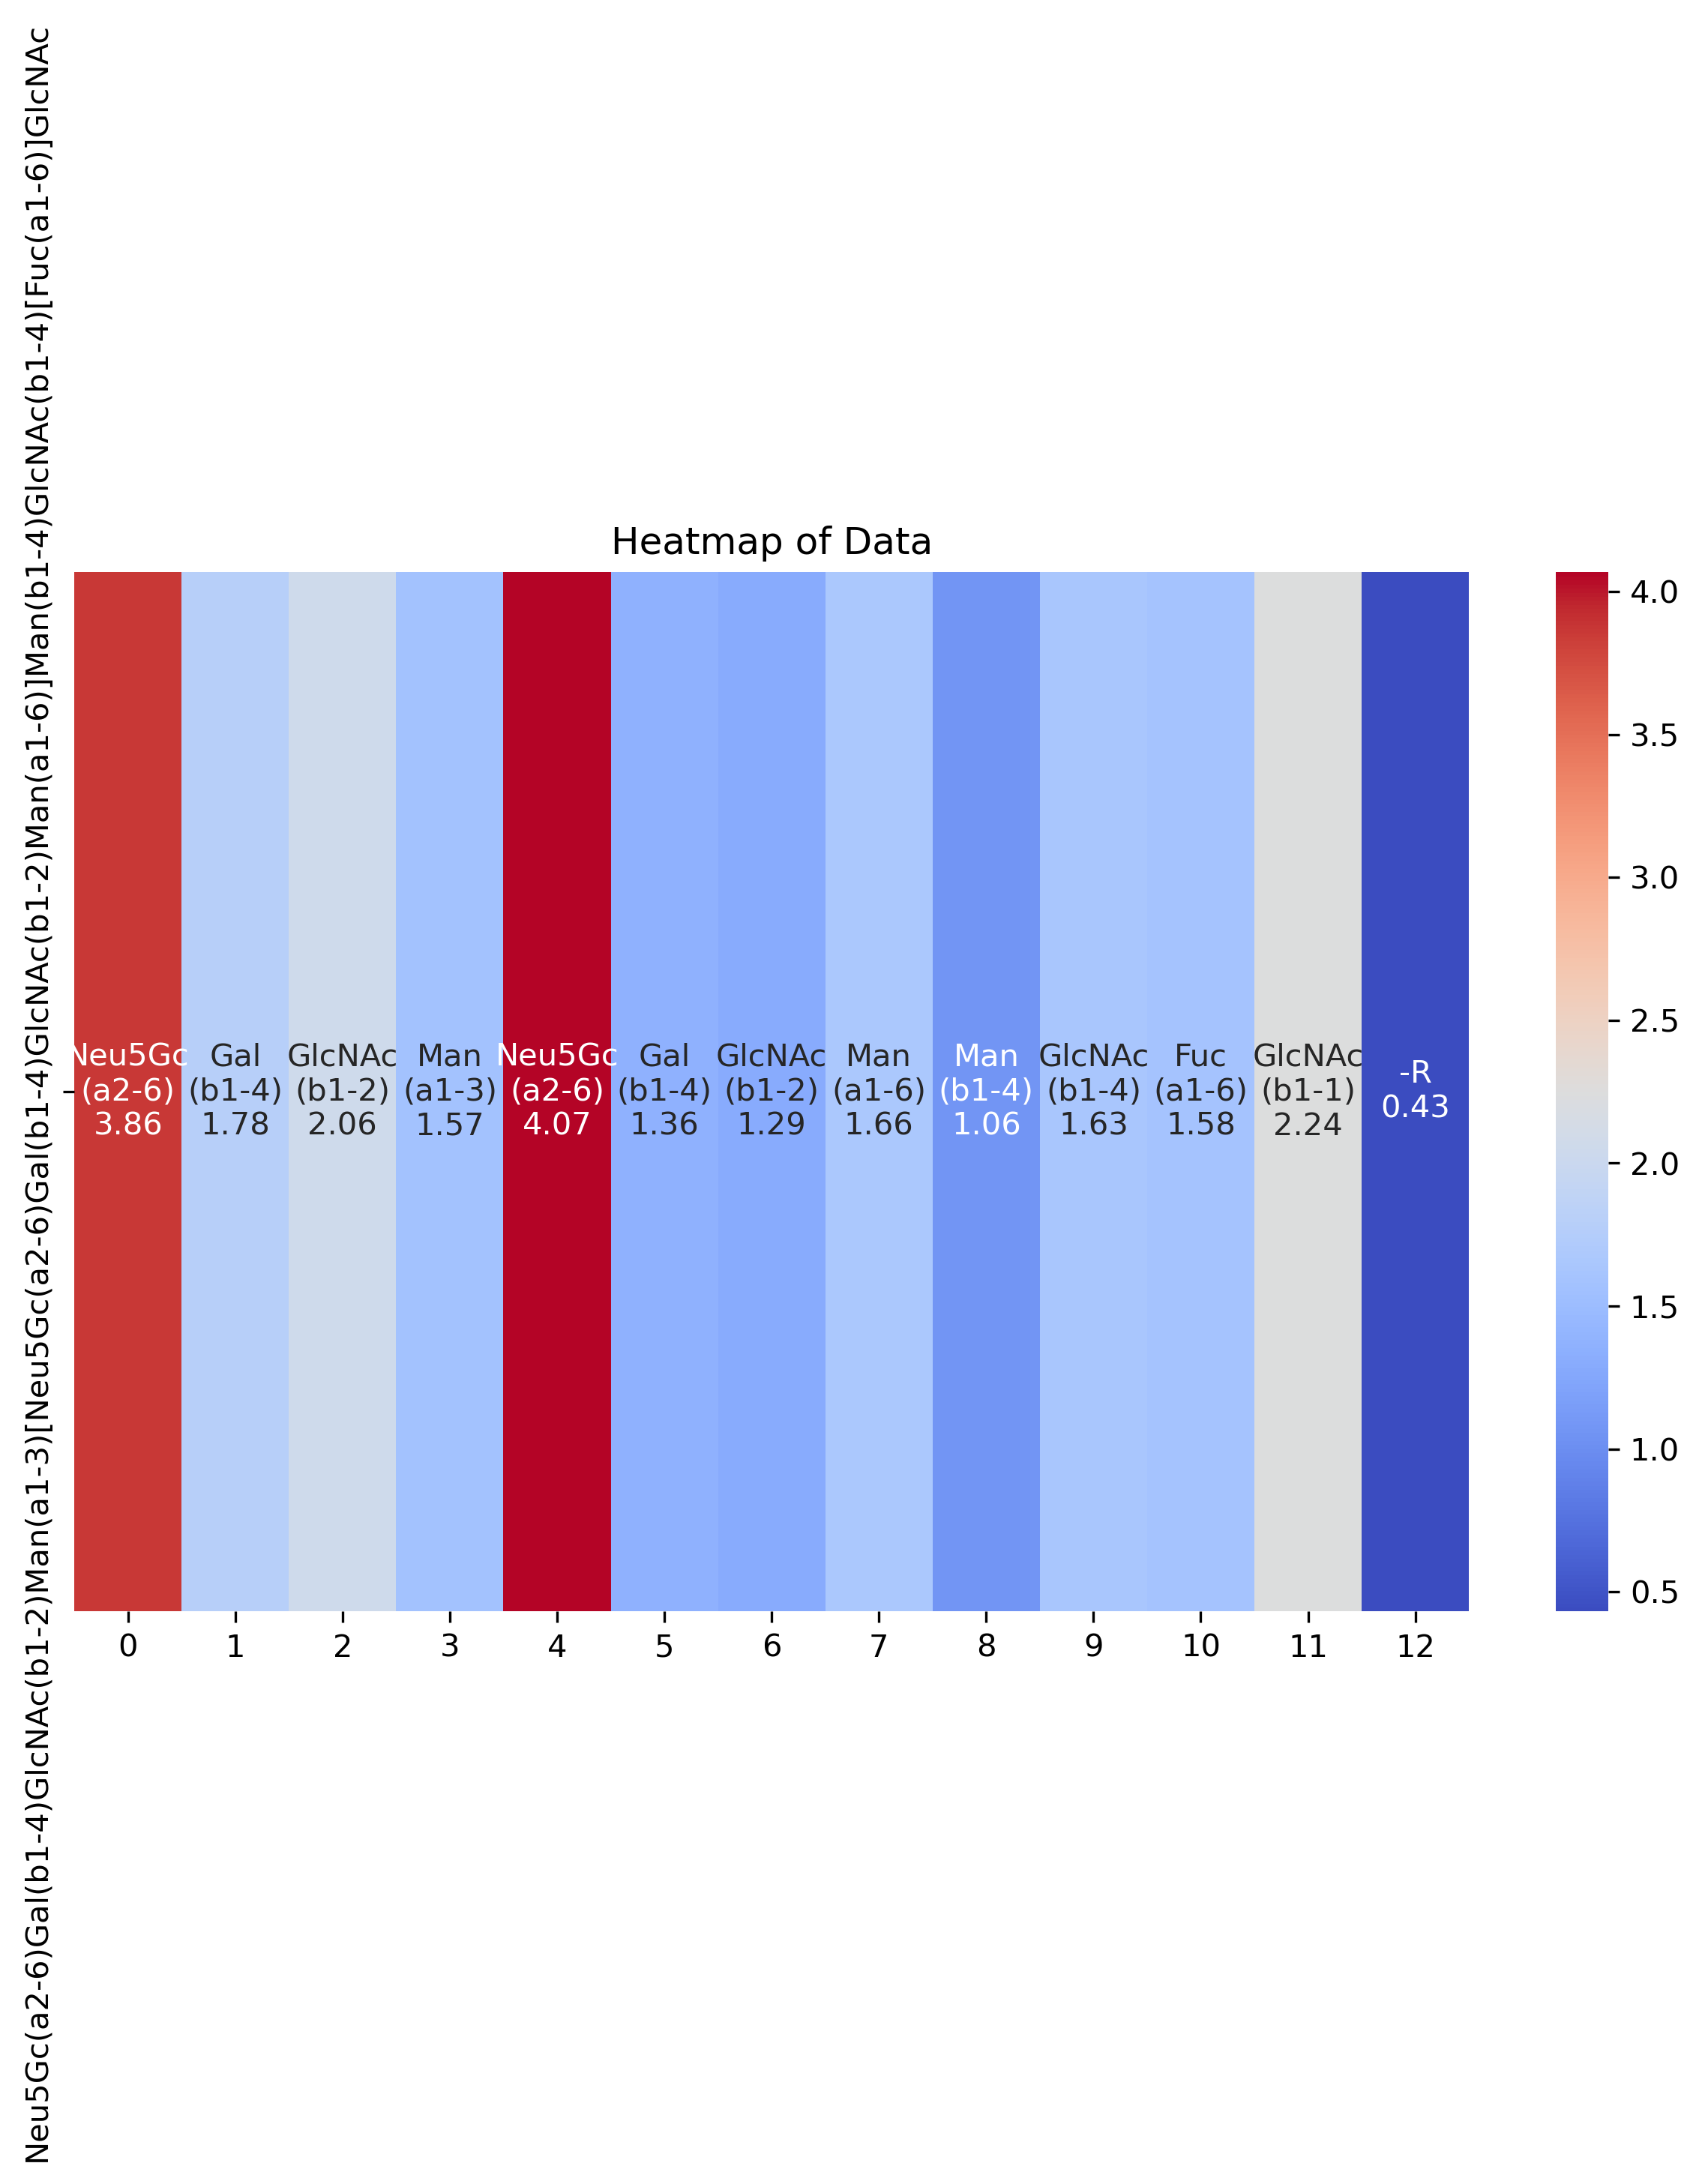 Heatmap of Data
Neu5Gc(a2-6)Gal(b1-4)GlcNAc(b1-2)Man(a1-3)[Neu5Gc(a2-6)Gal(b1-4)GlcNAc(b1-2)Man(a1-6)]Man(b1-4)GlcNAc(b1-4)[Fuc(a1-6)]GlcNAc
Neu5Gc
(a2-6)
3.86
Gal
(b1-4)
1.78
GlcNAc
(b1-2)
2.06
Man
(a1-3)
1.57
Neu5Gc
(a2-6)
4.07
Gal
(b1-4)
1.36
GlcNAc
(b1-2)
1.29
Man
(a1-6)
1.66
Man
(b1-4)
1.06
GlcNAc
(b1-4)
1.63
Fuc
(a1-6)
1.58
GlcNAc
(b1-1)
2.24
-R
0.43
0 1 2 3 4 5 6 7 8 9 10 11 12
4.0
3.5
3.0
2.5
2.0
1.5
1.0
0.5